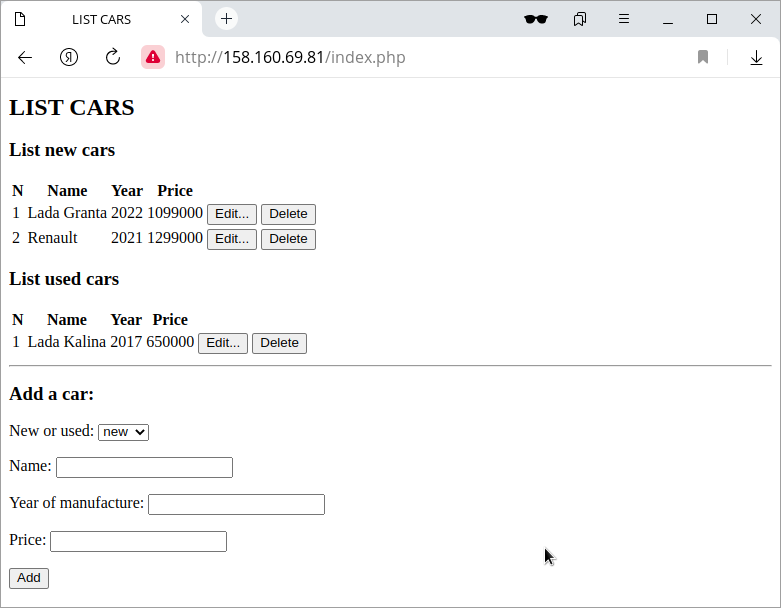 LIST CARS
http://158.160.69.81/index.php
LIST CARS
List new cars
N Name Year Price
1 Lada Granta 2022 1099000 Edit... Delete
2 Renault 2021 1299000 Edit... Delete
List used cars
N Name Year Price
1 Lada Kalina 2017 650000 Edit... Delete
Add a car:
New or used: new
Name:
Year of manufacture:
Price:
Add